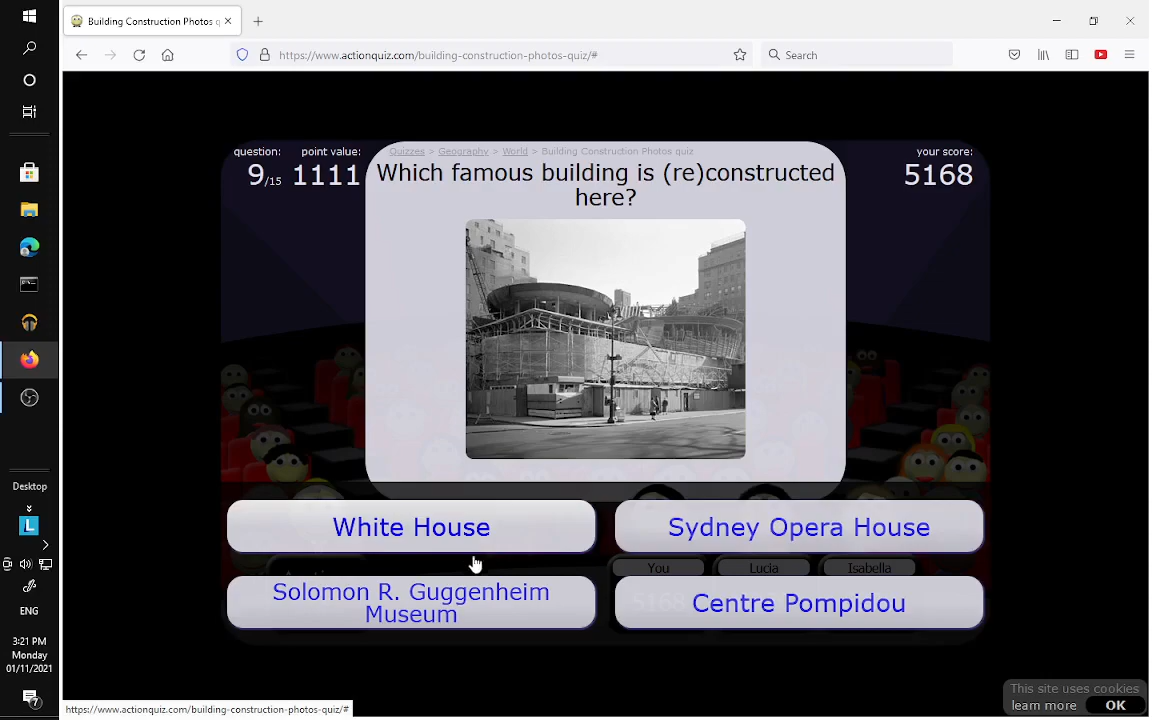 Building Construction Photos q
https://www.actionquiz.com/building-construction-photos-quiz/#
Search
question:
9/15
point value:
1111
Quizzes > Geography > World > Building Construction Photos quiz
Which famous building is (re)constructed
here?
your score:
5168
White House
Sydney Opera House
Solomon R. Guggenheim
Museum
Centre Pompidou
You
Lucia
Isabella
5168
Desktop
L
ENG
3:21 PM
Monday
01/11/2021
7
This site uses cookies
learn more
OK
https://www.actionquiz.com/building-construction-photos-quiz/#